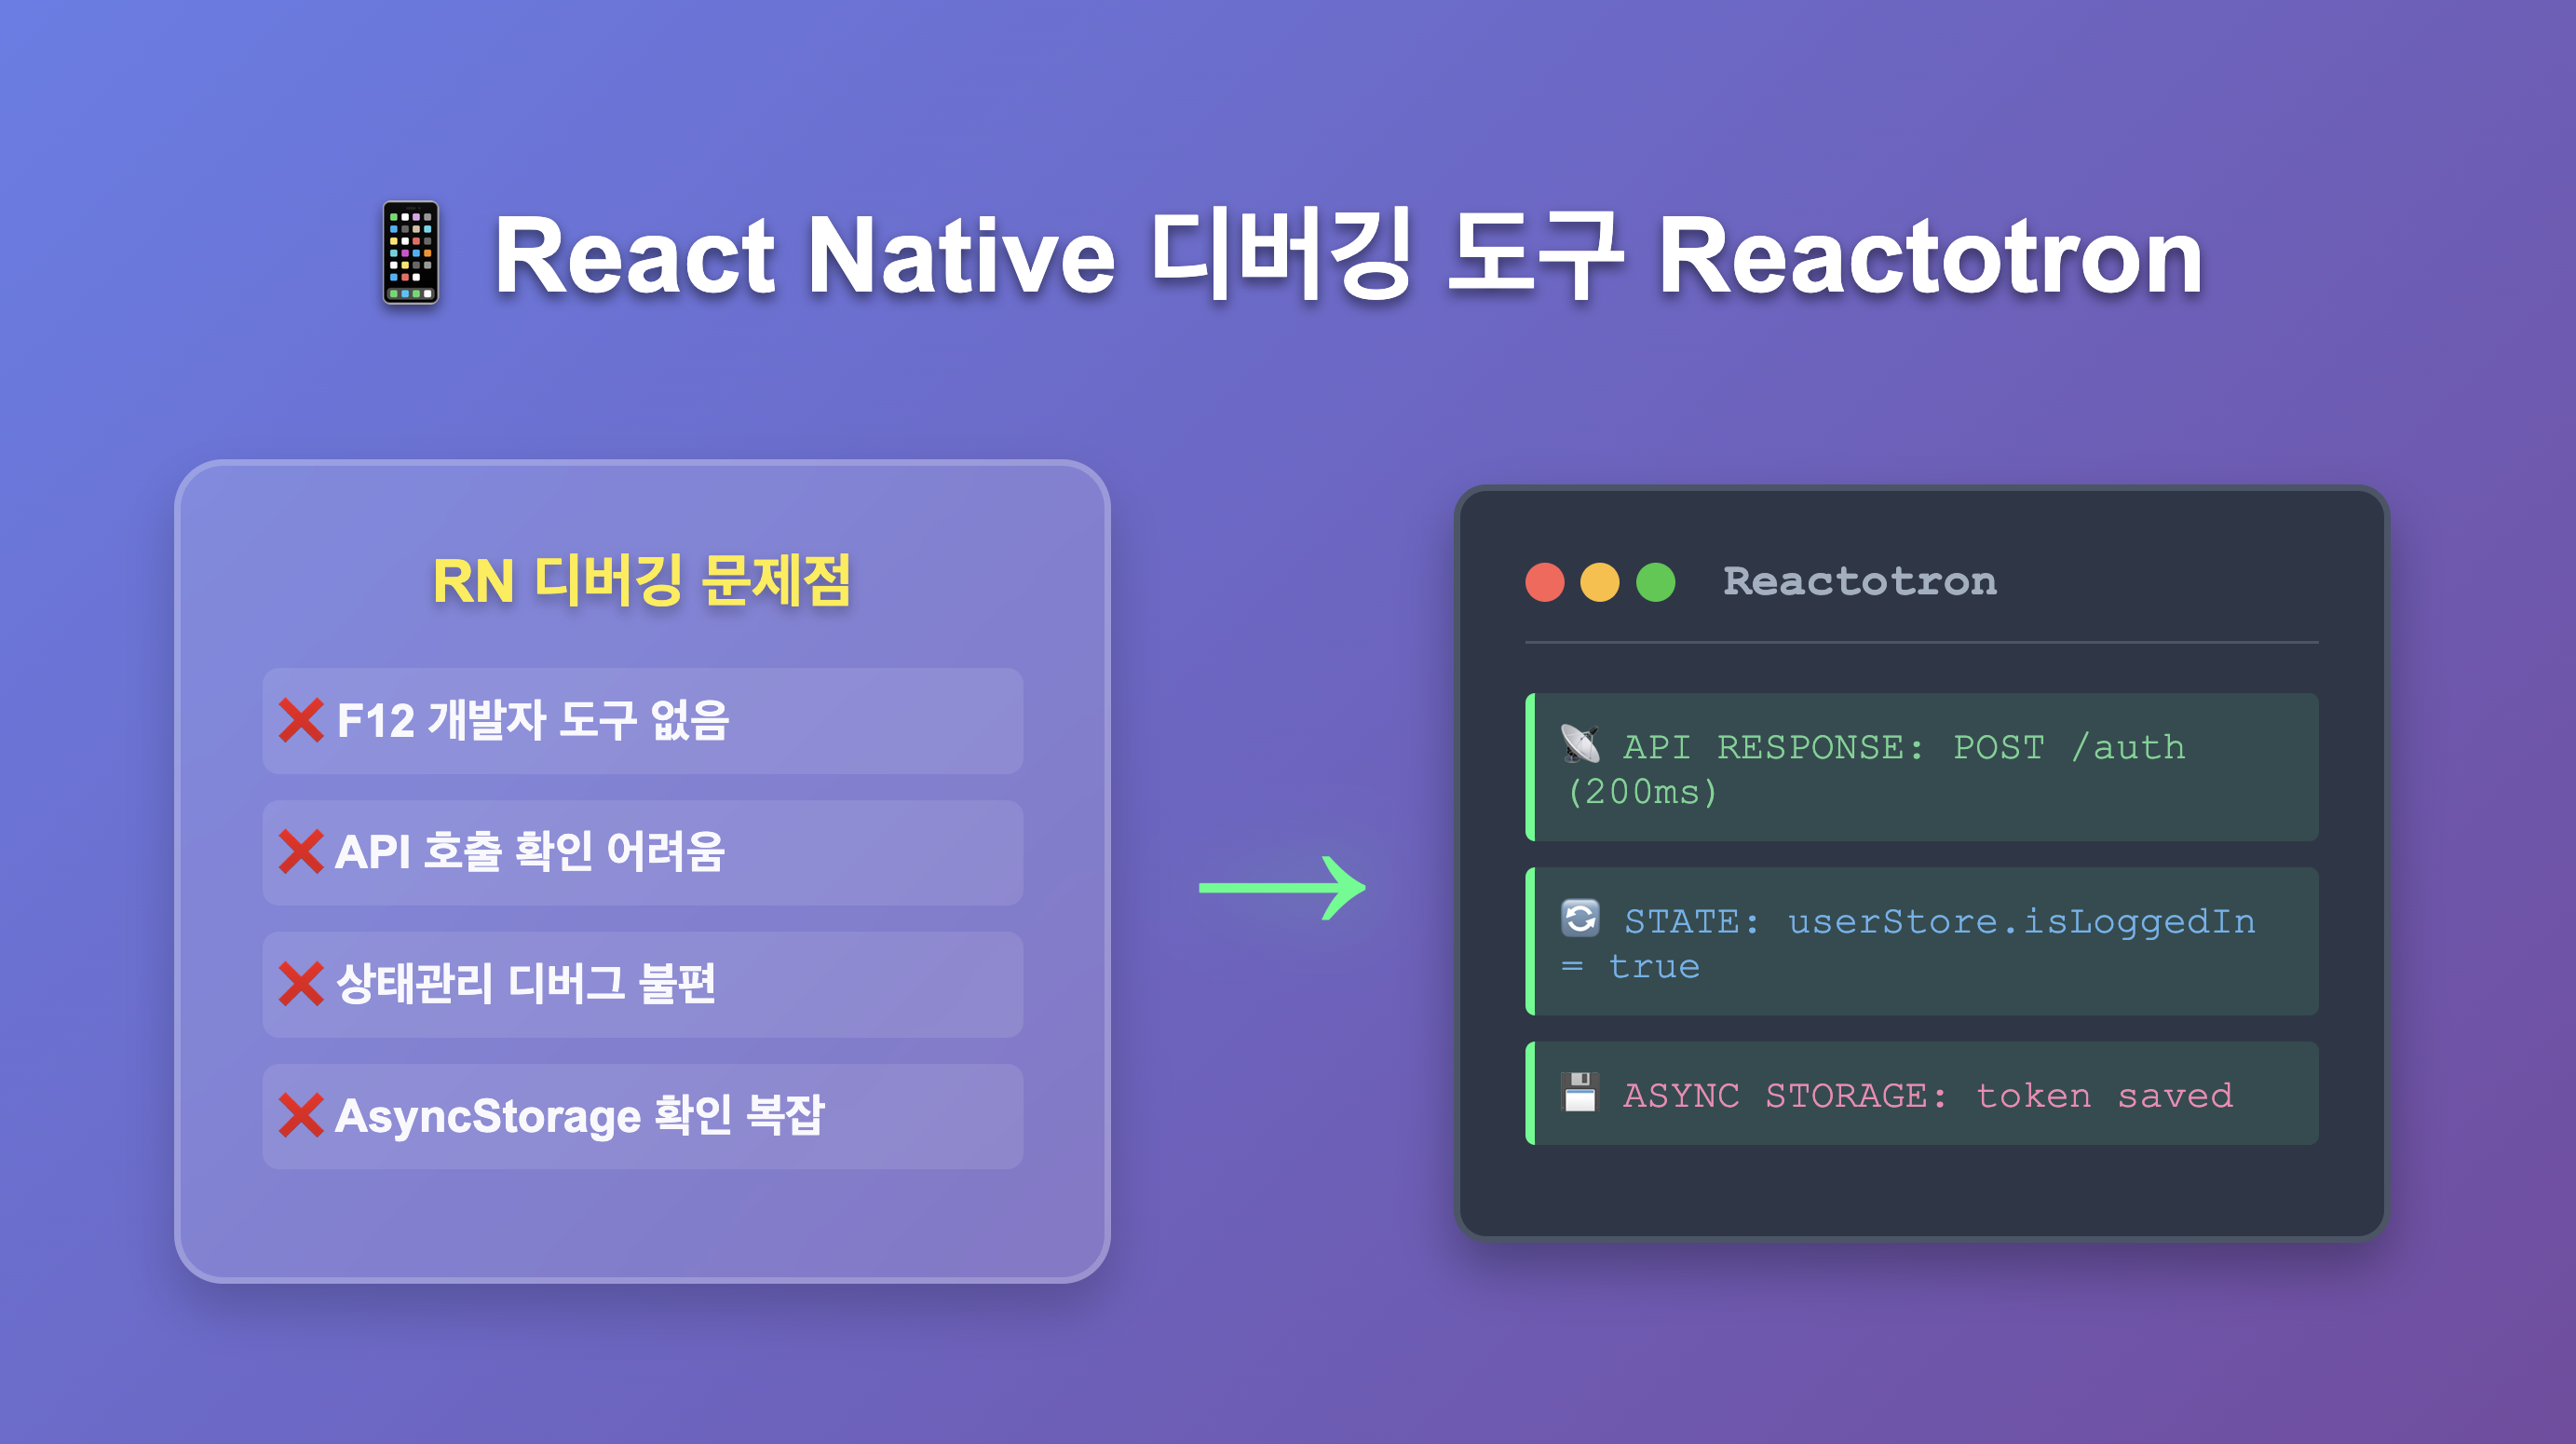 📱 React Native 디버깅 도구 Reactotron
RN 디버깅 문제점
❌ F12 개발자 도구 없음
❌ API 호출 확인 어려움
❌ 상태관리 디버그 불편
❌ AsyncStorage 확인 복잡
→
Reactotron
📡 API RESPONSE: POST /auth
(200ms)
🔄 STATE: userStore.isLoggedIn
= true
💾 ASYNC STORAGE: token saved